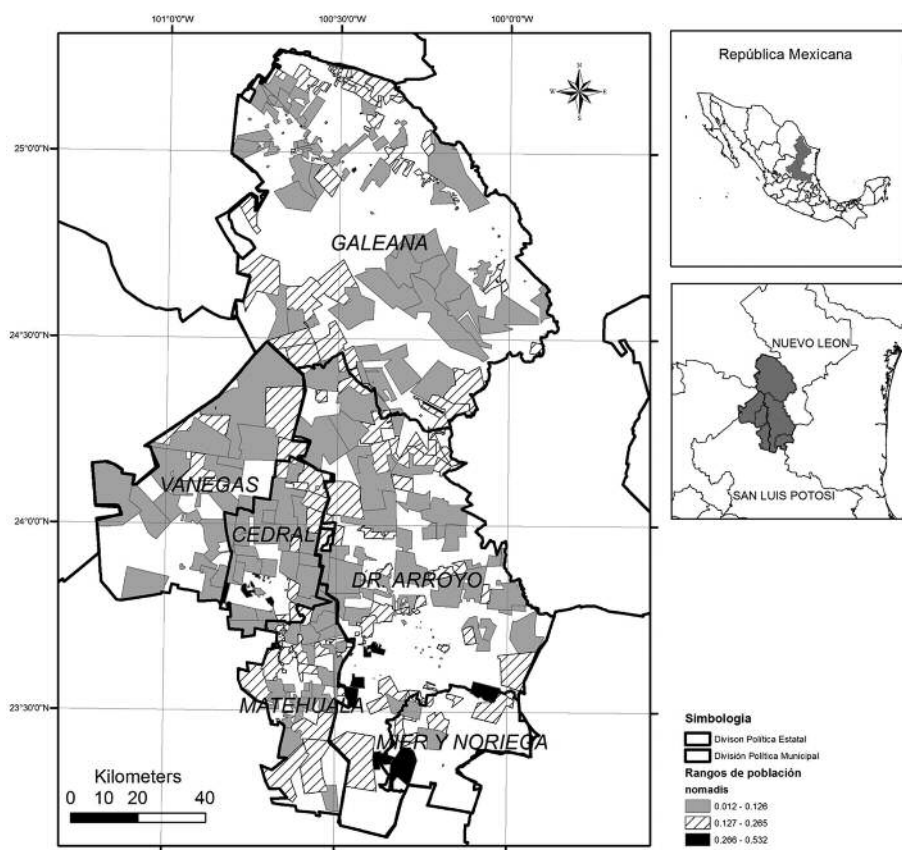 101°0'0"W
100°30'0"W
100°0'0"W
República Mexicana
N
W
E
S
25°0'0"N
GALEANA
24°30'0"N
NUEVO LEON
VANEGAS
SAN LUIS POTOSI
24°0'0"N
CEDRAL
DR. ARROYO
23°30'0"N
MATEHUALA
MIER Y NORIEGA
Simbologia
Divison Política Estatal
División Política Municipal
Rangos de población
nomadis
0.012 - 0.126
0.127 - 0.265
0.266 - 0.532
Kilometers
0 10 20 40